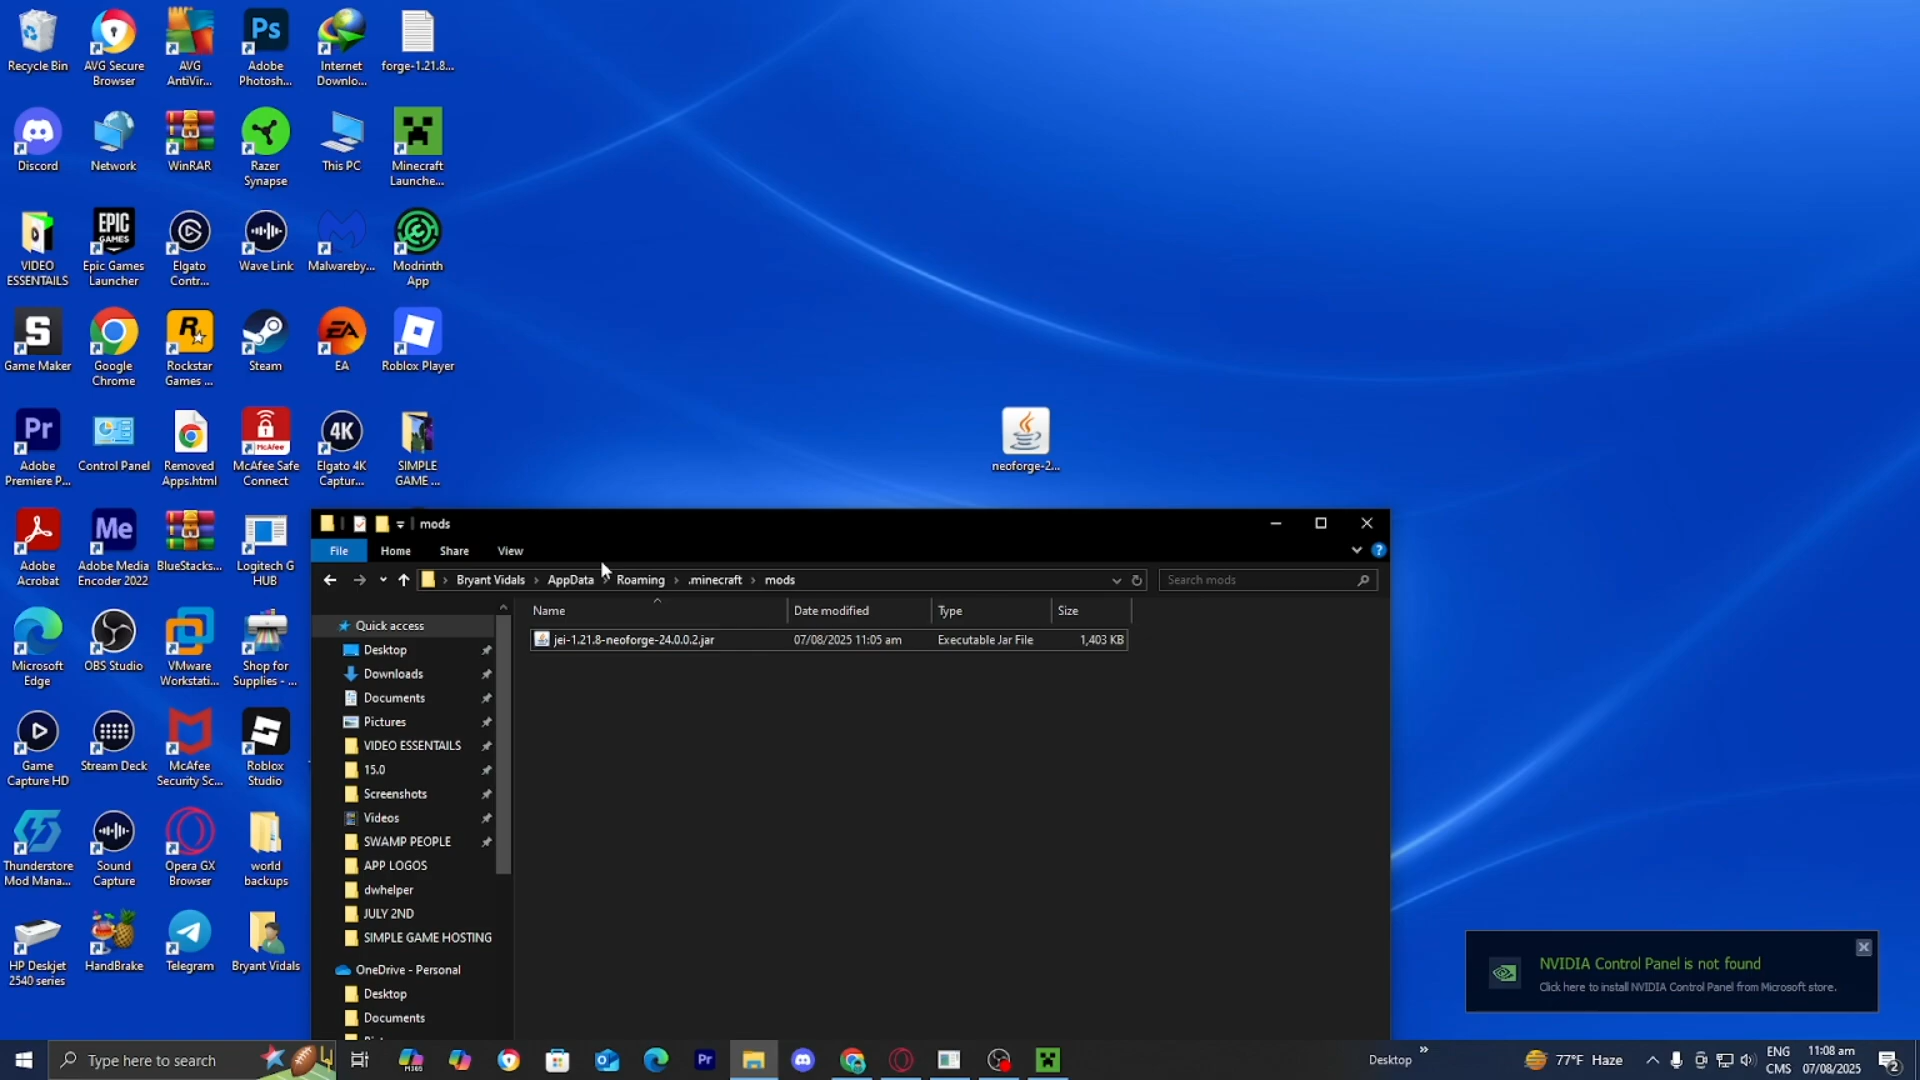 Recycle Bin
AVG Secure
Browser
AVG
AntiVir...
Adobe
Photosh...
Internet
Downlo...
forge-1.21.8...
Discord
Network
WinRAR
Razer
Synapse
This PC
Minecraft
Launche...
VIDEO
ESSENTAILS
Epic Games
Launcher
Elgato
Contr...
Wave Link
Malwareby...
Modrinth
App
Game Maker
Google
Chrome
Rockstar
Games ...
Steam
EA
Roblox Player
Adobe
Premiere P...
Control Panel
Removed
Apps.html
McAfee Safe
Connect
Elgato 4K
Captur...
SIMPLE
GAME ...
neoforge-2...
Adobe
Acrobat
Adobe Media
Encoder 2022
BlueStacks...
Logitech G
HUB
Microsoft
Edge
OBS Studio
VMware
Workstati...
Shop for
Supplies - ...
Game
Capture HD
Stream Deck
McAfee
Security Sc...
Roblox
Studio
Thunderstore
Mod Mana...
Sound
Capture
Opera GX
Browser
world
backups
HP Deskjet
2540 series
HandBrake
Telegram
Bryant Vidals
mods
File
Home
Share
View
Bryant Vidals > AppData > Roaming > .minecraft > mods
Search mods
Name
Date modified
Type
Size
jei-1.21.8-neoforge-24.0.0.2.jar
07/08/2025 11:05 am
Executable Jar File
1,403 KB
Quick access
Desktop
Downloads
Documents
Pictures
VIDEO ESSENTAILS
15.0
Screenshots
Videos
SWAMP PEOPLE
APP LOGOS
dwhelper
JULY 2ND
SIMPLE GAME HOSTING
OneDrive - Personal
Desktop
Documents
NVIDIA Control Panel is not found
Click here to install NVIDIA Control Panel from Microsoft store.
Type here to search
Desktop
77°F Haze
ENG
CMS
11:08 am
07/08/2025
2